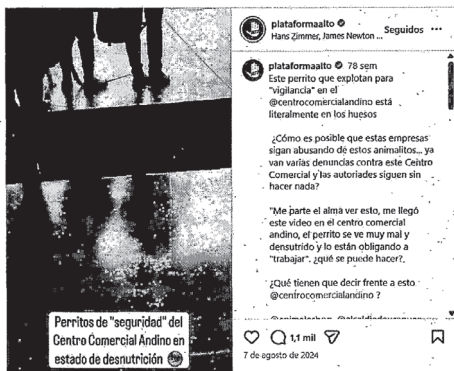 plataformaalto
Hans Zimmer, James Newton ... Seguidos ...
plataformaalto 78 sem
Este perrito que explotan para
"vigilancia" en el
@centrocomercialandino está
literalmente en los huesos
¿Cómo es posible que estas empresas
sigan abusando de estos animalitos... ya
van varias denuncias contra este Centro
Comercial y las autoriades siguen sin
hacer nada?
"Me parte el alma ver esto, me llegó
este video en el centro comercial
andino, el perrito se ve muy mal y
densutrido y lo están obligando a
"trabajar". ¿qué se puede hacer?.
¿Qué tienen que decir frente a esto
@centrocomercialandino ?
Perritos de "seguridad" del
Centro Comercial Andino en
estado de desnutrición
1,1 mil
7 de agosto de 2024